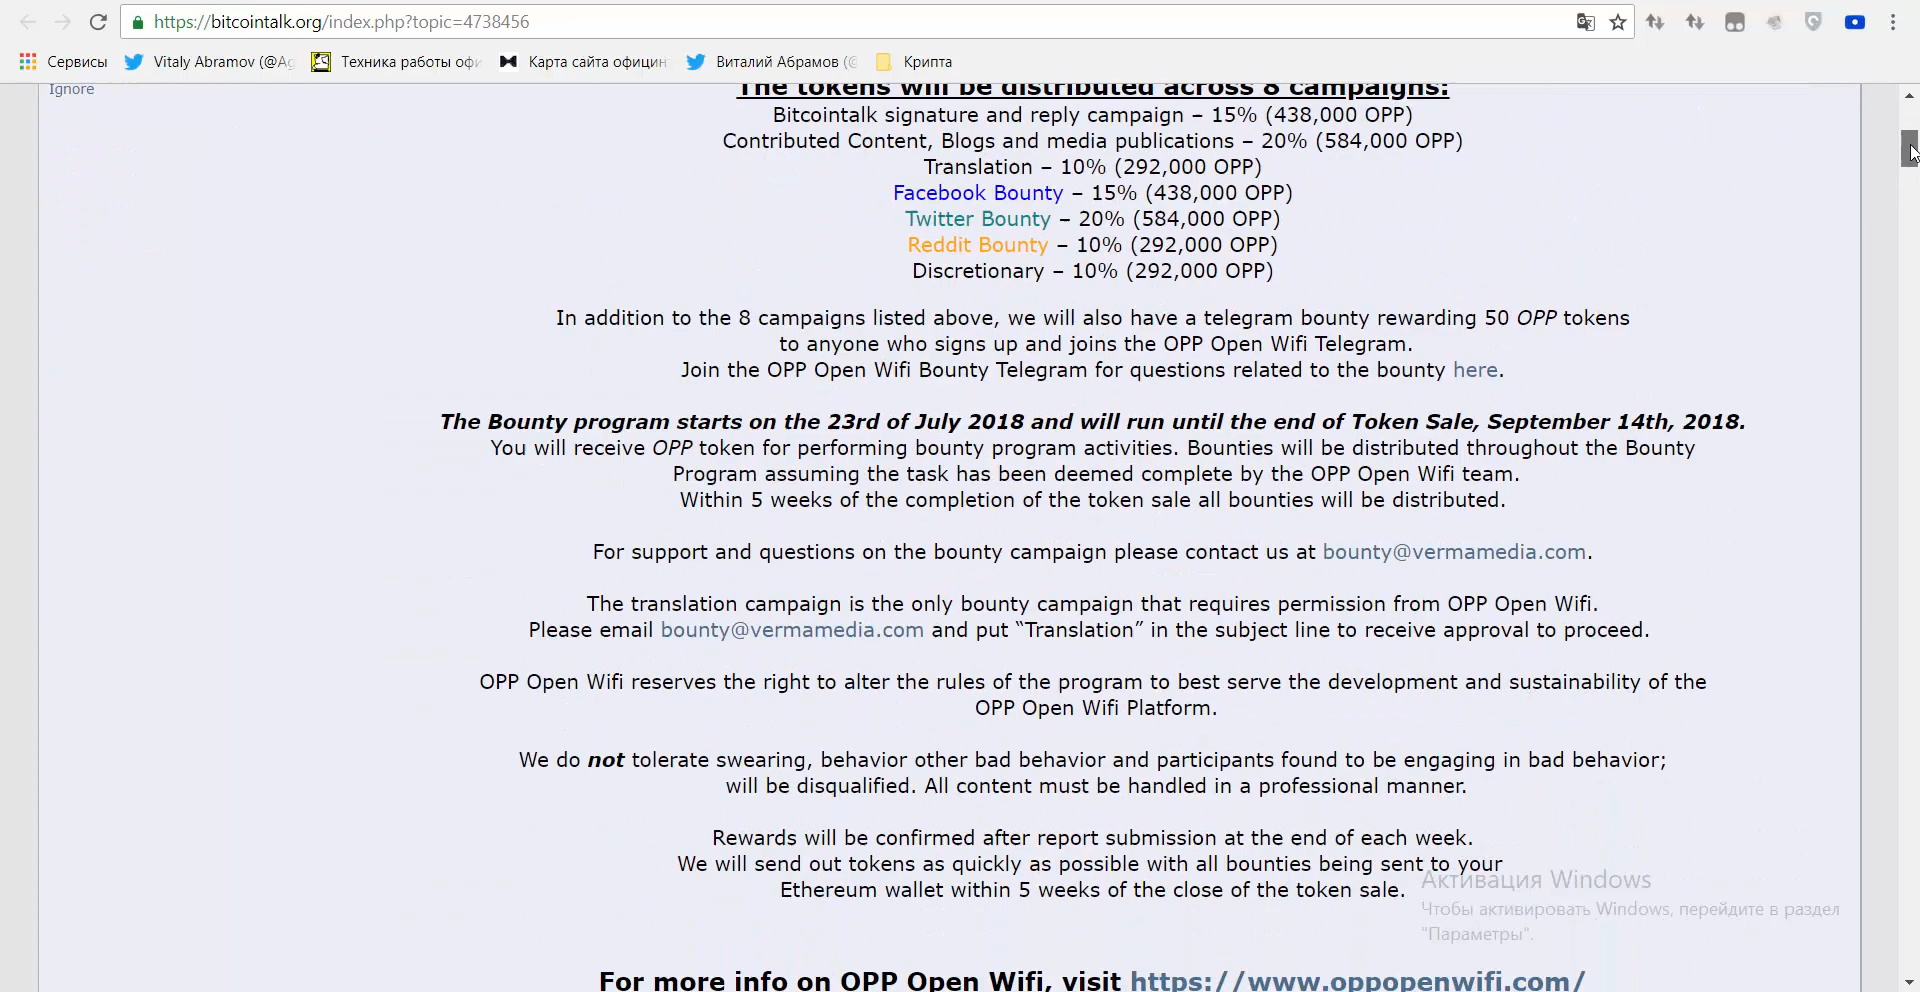 https://bitcointalk.org/index.php?topic=4738456
Сервисы Vitaly Abramov (@Ag Техника работы офи Карта сайта официн Виталий Абрамов (@ Крипта
Ignore
The tokens will be distributed across 8 campaigns:
Bitcointalk signature and reply campaign – 15% (438,000 OPP)
Contributed Content, Blogs and media publications – 20% (584,000 OPP)
Translation – 10% (292,000 OPP)
Facebook Bounty – 15% (438,000 OPP)
Twitter Bounty – 20% (584,000 OPP)
Reddit Bounty – 10% (292,000 OPP)
Discretionary – 10% (292,000 OPP)
In addition to the 8 campaigns listed above, we will also have a telegram bounty rewarding 50 OPP tokens
to anyone who signs up and joins the OPP Open Wifi Telegram.
Join the OPP Open Wifi Bounty Telegram for questions related to the bounty here.
The Bounty program starts on the 23rd of July 2018 and will run until the end of Token Sale, September 14th, 2018.
You will receive OPP token for performing bounty program activities. Bounties will be distributed throughout the Bounty
Program assuming the task has been deemed complete by the OPP Open Wifi team.
Within 5 weeks of the completion of the token sale all bounties will be distributed.
For support and questions on the bounty campaign please contact us at bounty@vermamedia.com.
The translation campaign is the only bounty campaign that requires permission from OPP Open Wifi.
Please email bounty@vermamedia.com and put “Translation” in the subject line to receive approval to proceed.
OPP Open Wifi reserves the right to alter the rules of the program to best serve the development and sustainability of the
OPP Open Wifi Platform.
We do not tolerate swearing, behavior other bad behavior and participants found to be engaging in bad behavior;
will be disqualified. All content must be handled in a professional manner.
Rewards will be confirmed after report submission at the end of each week.
We will send out tokens as quickly as possible with all bounties being sent to your
Ethereum wallet within 5 weeks of the close of the token sale.
Активация Windows
Чтобы активировать Windows, перейдите в раздел
"Параметры".
For more info on OPP Open Wifi, visit https://www.oppopenwifi.com/